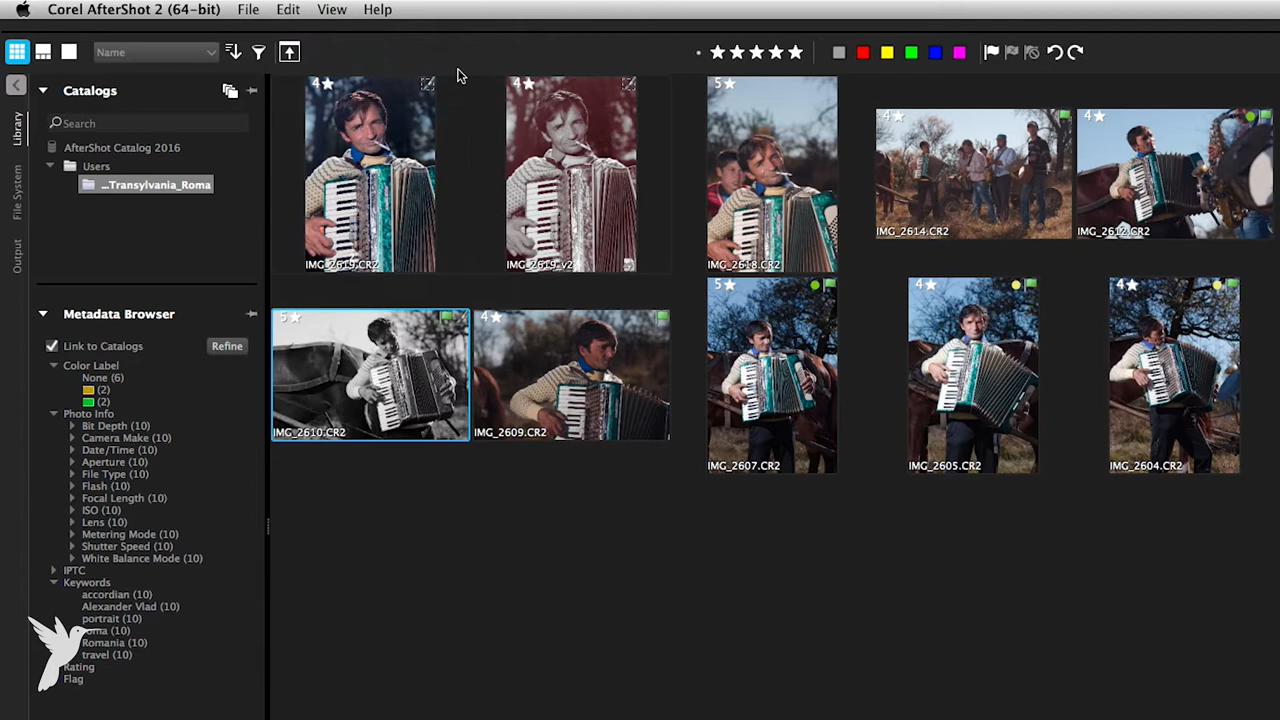 Corel AfterShot 2 (64-bit) File Edit View Help
Name
Catalogs
Search
AfterShot Catalog 2016
Users
...Transylvania_Roma
Library
File System
Output
4 4 5 4 4
IMG_2619.CR2 IMG_2619_v2 IMG_2618.CR2 IMG_2614.CR2 IMG_2612.CR2
5 4 5 4 4
IMG_2610.CR2 IMG_2609.CR2 IMG_2607.CR2 IMG_2605.CR2 IMG_2604.CR2
Metadata Browser
Link to Catalogs Refine
Color Label
None (6)
(2)
(2)
Photo Info
Bit Depth (10)
Camera Make (10)
Date/Time (10)
Aperture (10)
File Type (10)
Flash (10)
Focal Length (10)
ISO (10)
Lens (10)
Metering Mode (10)
Shutter Speed (10)
White Balance Mode (10)
IPTC
Keywords
accordian (10)
Alexander Vlad (10)
portrait (10)
roma (10)
Romania (10)
travel (10)
Rating
Flag